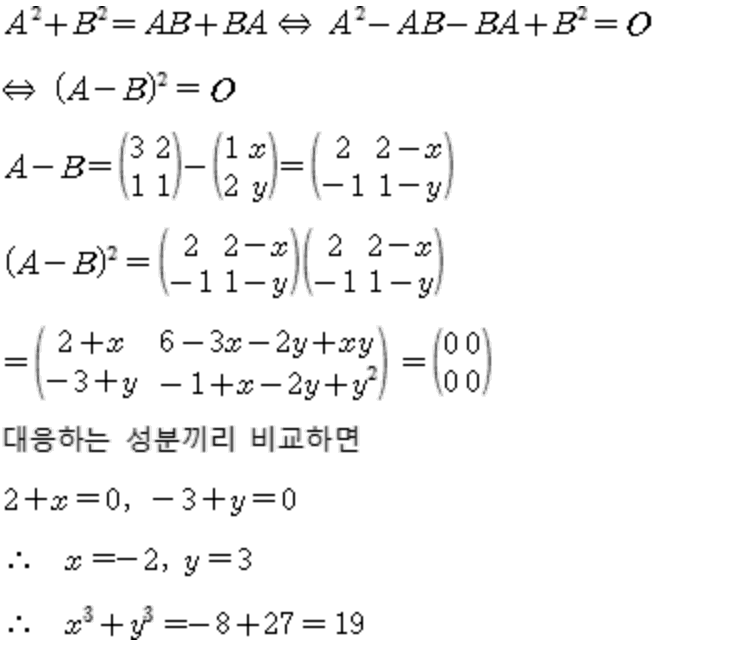 A²+B²=AB+BA⇔ A²−AB−BA+B²=O
⇔ (A−B)²=O
A−B=(3 2; 1 1)−(1 x; 2 y)=(2 2−x; −1 1−y)
(A−B)²=(2 2−x; −1 1−y)(2 2−x; −1 1−y)
=(2+x 6−3x−2y+xy; −3+y −1+x−2y+y²)=(0 0; 0 0)
대응하는 성분끼리 비교하면
2+x=0, −3+y=0
∴ x=−2, y=3
∴ x³+y³=−8+27=19